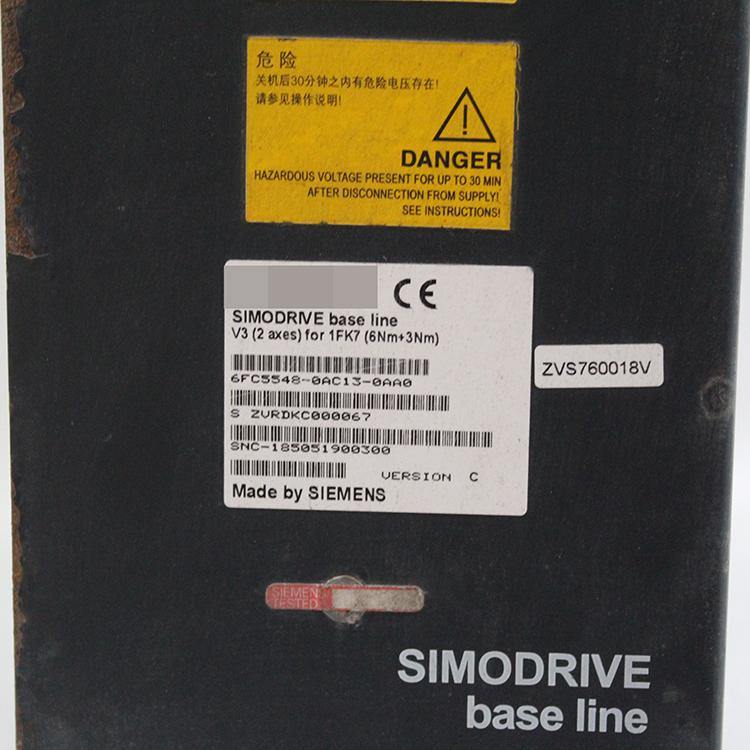 危险
关机后30分钟之内有危险电压存在!
请参见操作说明!
DANGER
HAZARDOUS VOLTAGE PRESENT FOR UP TO 30 MIN
AFTER DISCONNECTION FROM SUPPLY!
SEE INSTRUCTIONS!
CE
SIMODRIVE base line
V3 (2 axes) for 1FK7 (6Nm+3Nm)
6FC5548-0AC13-0AA0
S ZVRDKC000067
SNC-185051900300
VERSION C
Made by SIEMENS
ZVS760018V
SIEMEN
TESTED
SIMODRIVE
base line